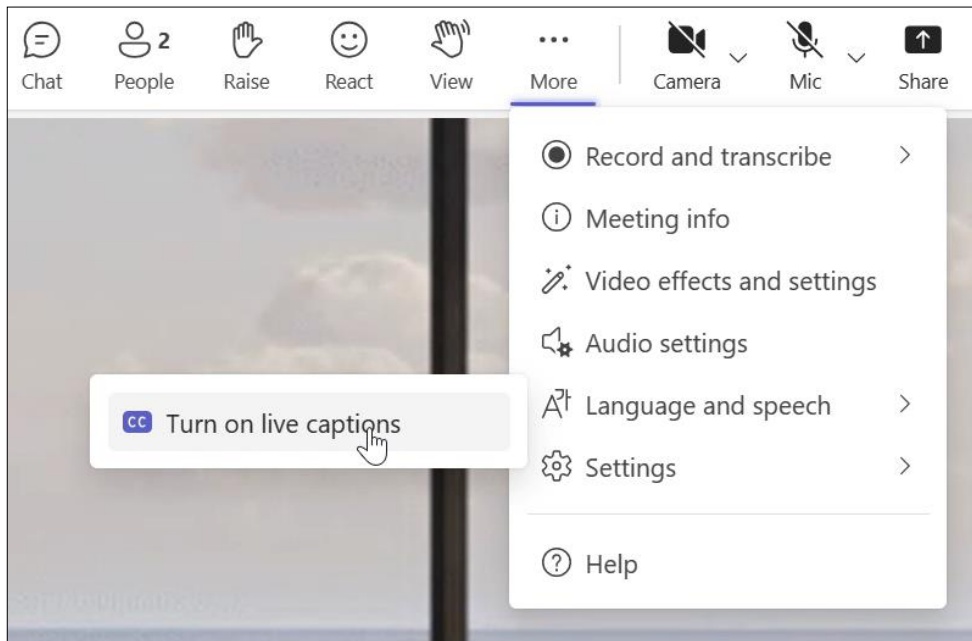 2
Chat People Raise React View More Camera Mic Share
Record and transcribe
Meeting info
Video effects and settings
Audio settings
Language and speech
CC Turn on live captions
Settings
Help